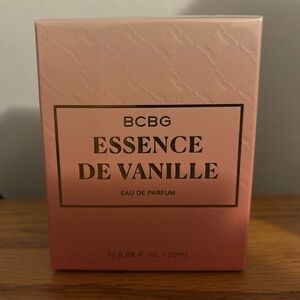 BCBG
ESSENCE
DE VANILLE
EAU DE PARFUM
℮ 0.68 fl. oz. / 20mL